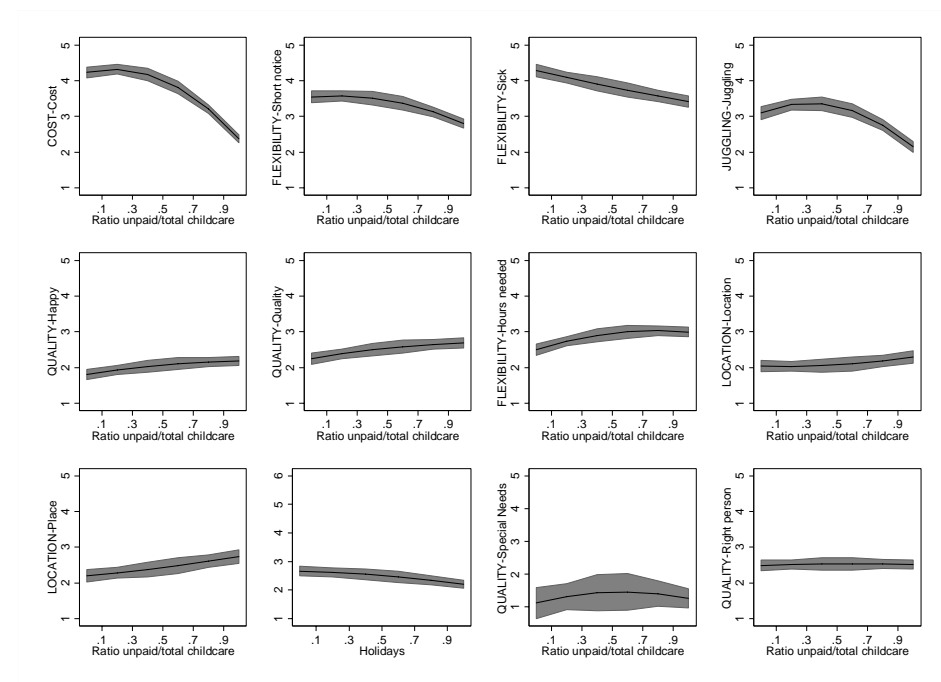 COST-Cost
5
4
3
2
1
.1 .3 .5 .7 .9
Ratio unpaid/total childcare
FLEXIBILITY-Short notice
5
4
3
2
1
.1 .3 .5 .7 .9
Ratio unpaid/total childcare
FLEXIBILITY-Sick
5
4
3
2
1
.1 .3 .5 .7 .9
Ratio unpaid/total childcare
JUGGLING-Juggling
5
4
3
2
1
.1 .3 .5 .7 .9
Ratio unpaid/total childcare
QUALITY-Happy
5
4
3
2
1
.1 .3 .5 .7 .9
Ratio unpaid/total childcare
QUALITY-Quality
5
4
3
2
1
.1 .3 .5 .7 .9
Ratio unpaid/total childcare
FLEXIBILITY-Hours needed
5
4
3
2
1
.1 .3 .5 .7 .9
Ratio unpaid/total childcare
LOCATION-Location
5
4
3
2
1
.1 .3 .5 .7 .9
Ratio unpaid/total childcare
LOCATION-Place
5
4
3
2
1
.1 .3 .5 .7 .9
Ratio unpaid/total childcare
6
5
4
3
2
1
.1 .3 .5 .7 .9
Holidays
QUALITY-Special Needs
5
4
3
2
1
.1 .3 .5 .7 .9
Ratio unpaid/total childcare
QUALITY-Right person
5
4
3
2
1
.1 .3 .5 .7 .9
Ratio unpaid/total childcare